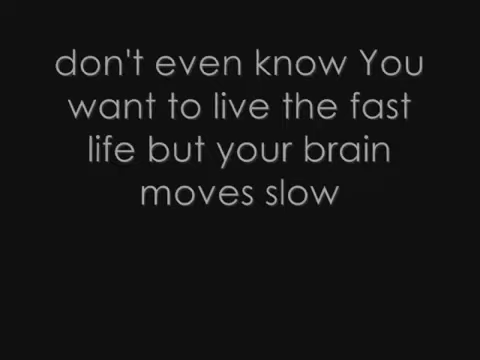 don't even know You
want to live the fast
life but your brain
moves slow